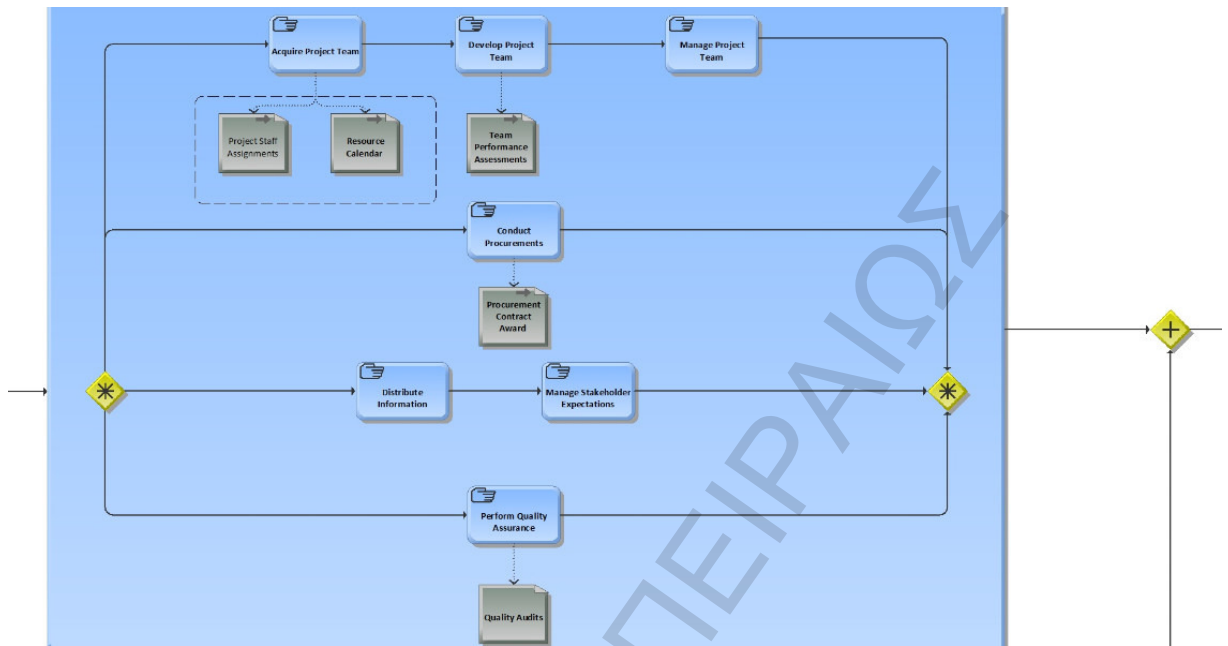 Acquire Project Team
Develop Project
Team
Manage Project
Team
Project Staff
Assignments
Resource
Calendar
Team
Performance
Assessments
Conduct
Procurements
Procurement
Contract
Award
Distribute
Information
Manage Stakeholder
Expectations
Perform Quality
Assurance
Quality Audits
ΠΕΙΡΑΙΩΣ